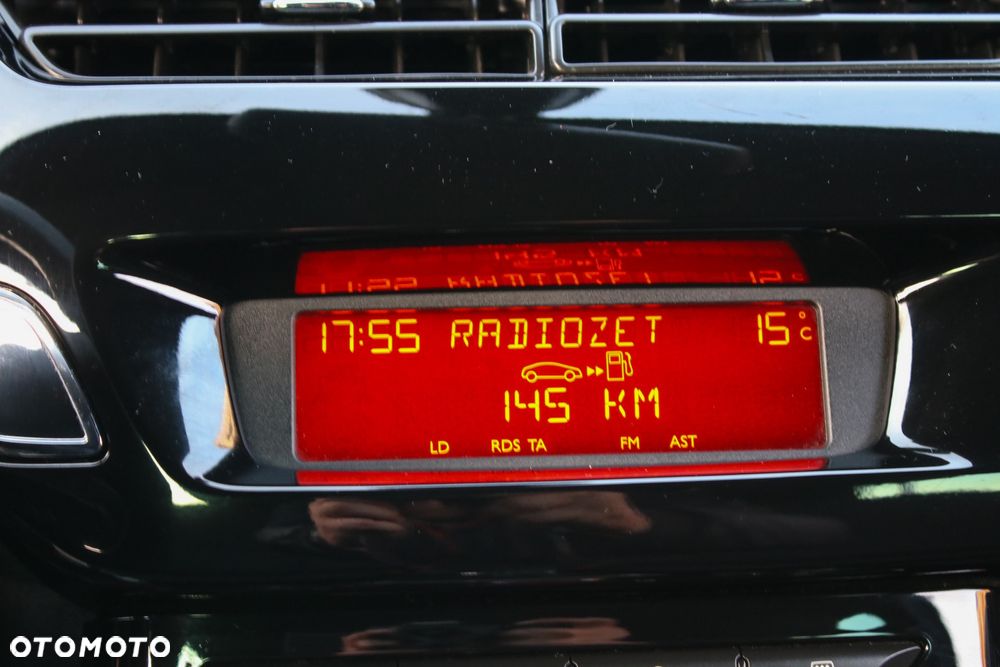 17:55 RADIOZET 15°C
145 KM
LD RDS TA FM AST
OTOMOTO